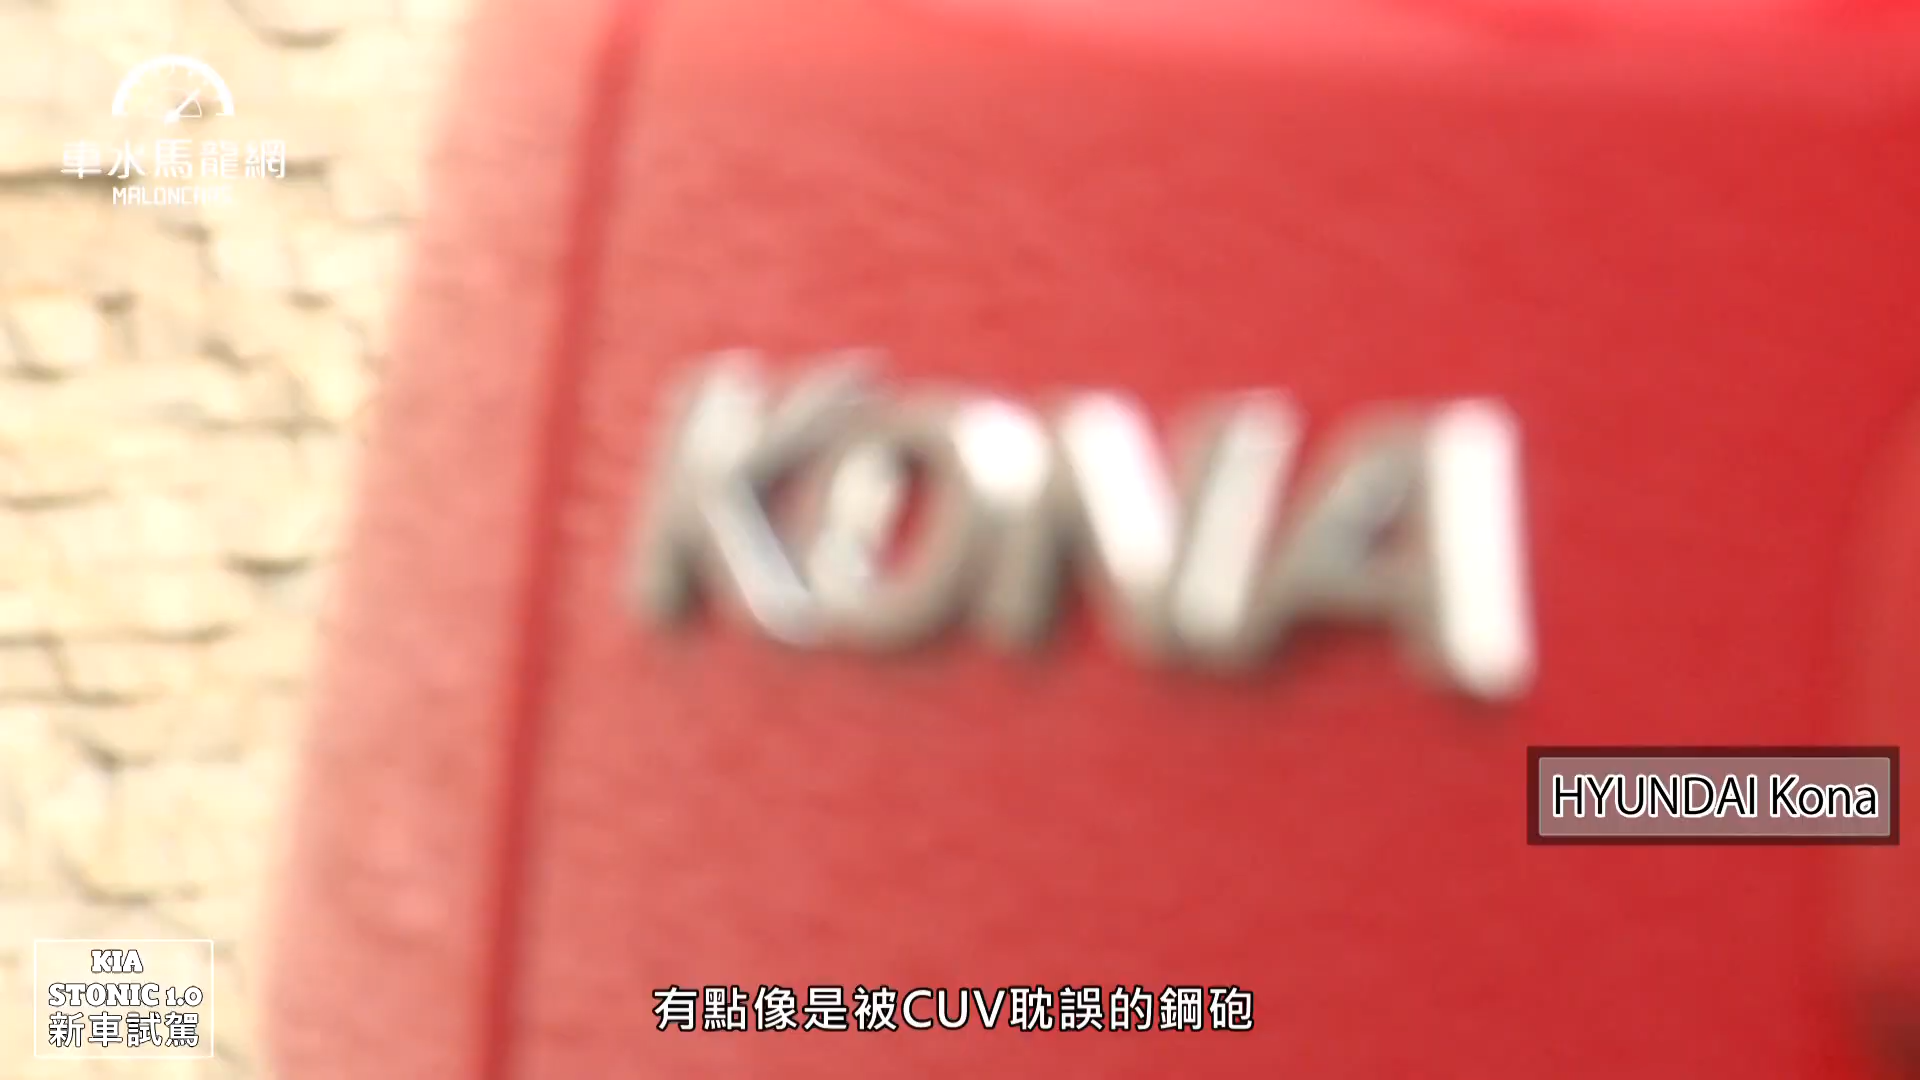 車水馬龍網
MALONCARS
KONA
HYUNDAI Kona
KIA
STONIC 1.0
新車試駕
有點像是被CUV耽誤的鋼砲